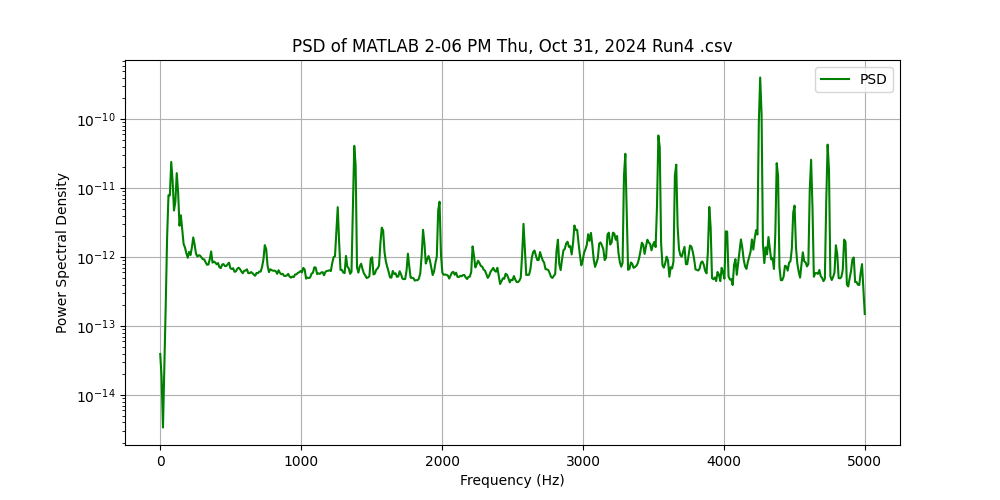 PSD of MATLAB 2-06 PM Thu, Oct 31, 2024 Run4 .csv
PSD
10⁻¹⁰
10⁻¹¹
10⁻¹²
10⁻¹³
10⁻¹⁴
Power Spectral Density
0 1000 2000 3000 4000 5000
Frequency (Hz)